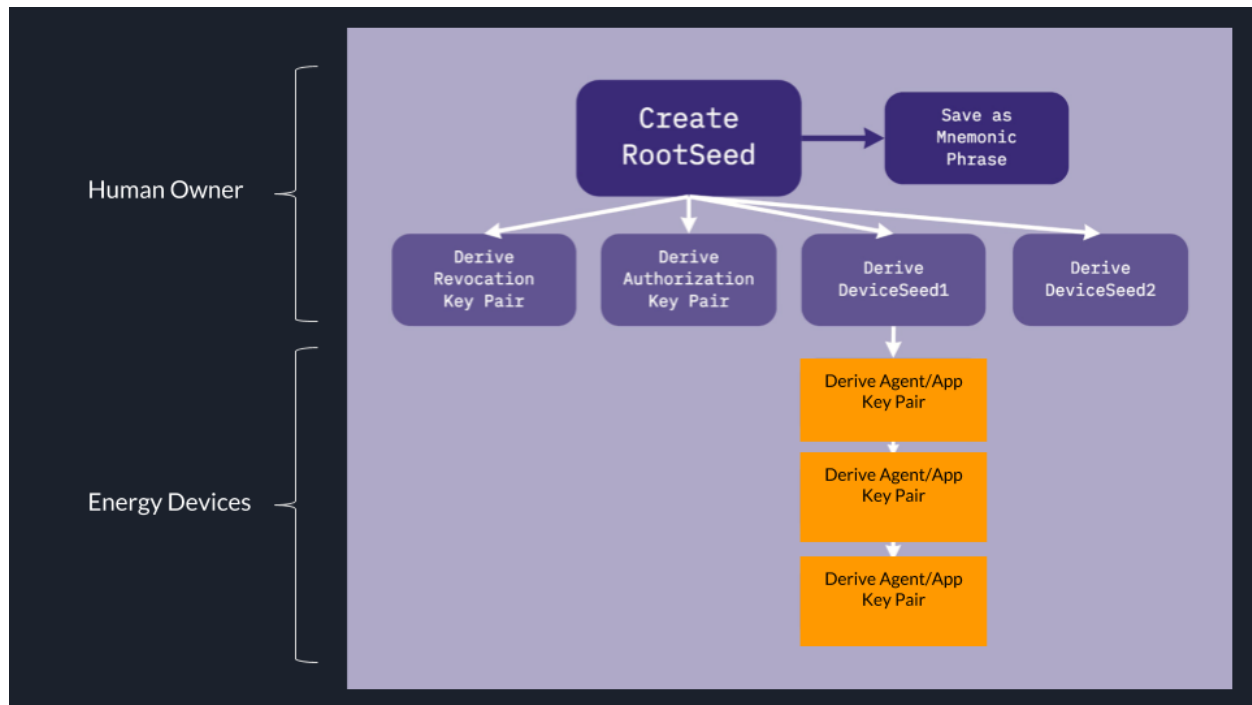 Create
RootSeed
Save as
Mnemonic
Phrase
Human Owner
Derive
Revocation
Key Pair
Derive
Authorization
Key Pair
Derive
DeviceSeed1
Derive
DeviceSeed2
Derive Agent/App
Key Pair
Energy Devices
Derive Agent/App
Key Pair
Derive Agent/App
Key Pair